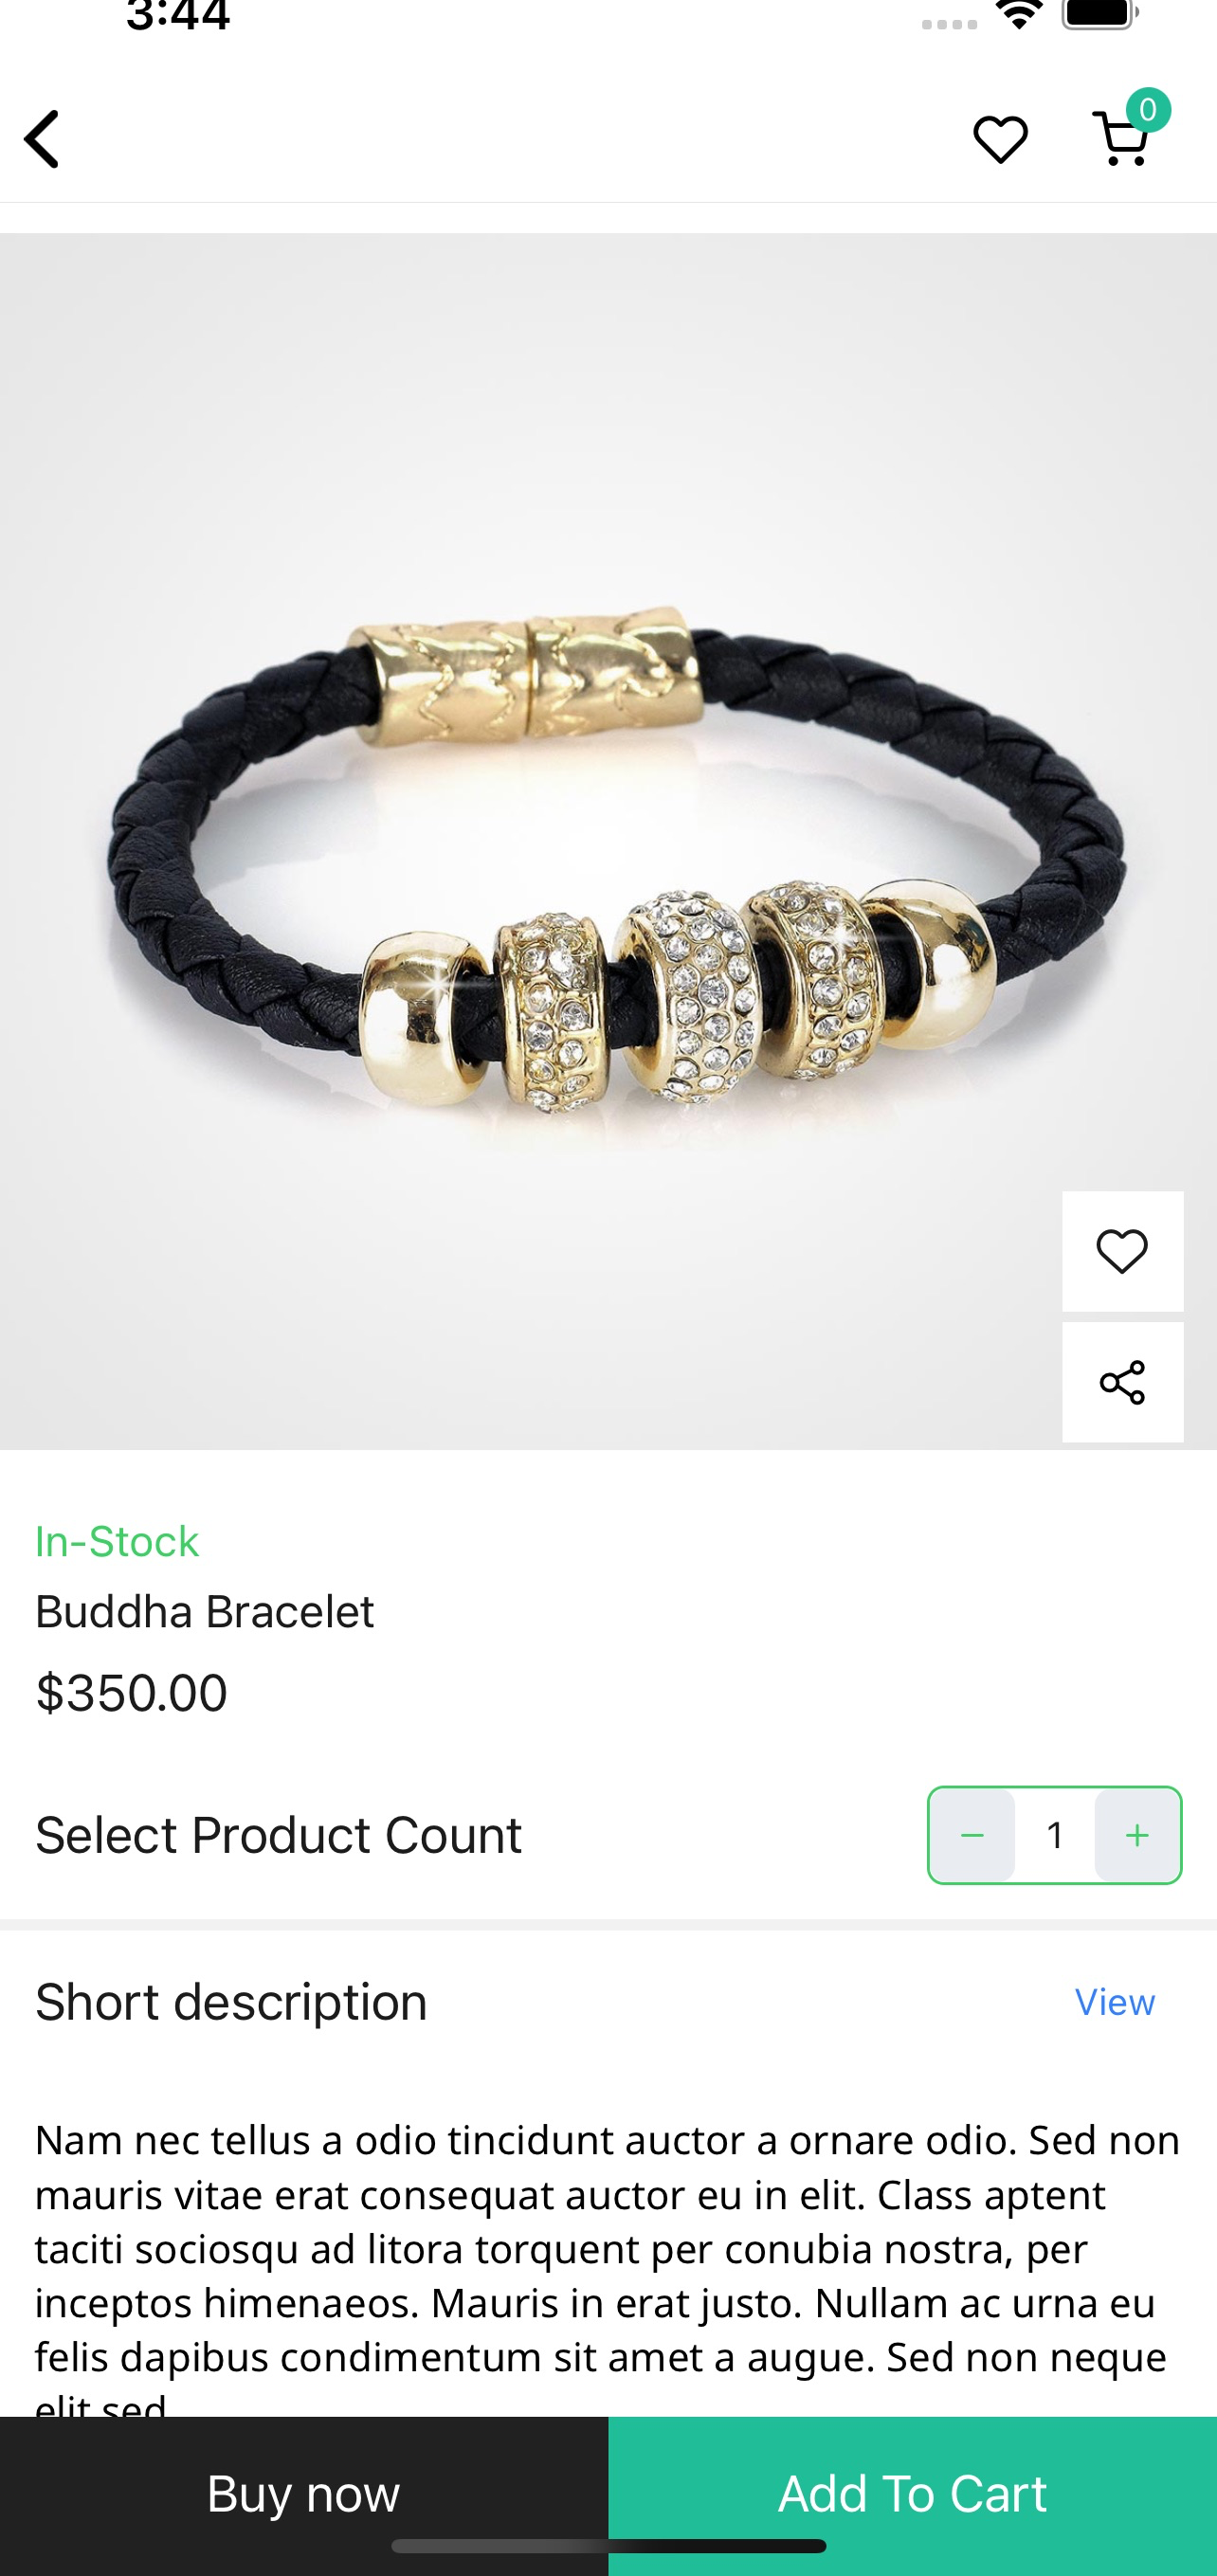 3:44
0
In-Stock
Buddha Bracelet
$350.00
Select Product Count
− 1 +
Short description
View
Nam nec tellus a odio tincidunt auctor a ornare odio. Sed non
mauris vitae erat consequat auctor eu in elit. Class aptent
taciti sociosqu ad litora torquent per conubia nostra, per
inceptos himenaeos. Mauris in erat justo. Nullam ac urna eu
felis dapibus condimentum sit amet a augue. Sed non neque
elit sed
Buy now
Add To Cart